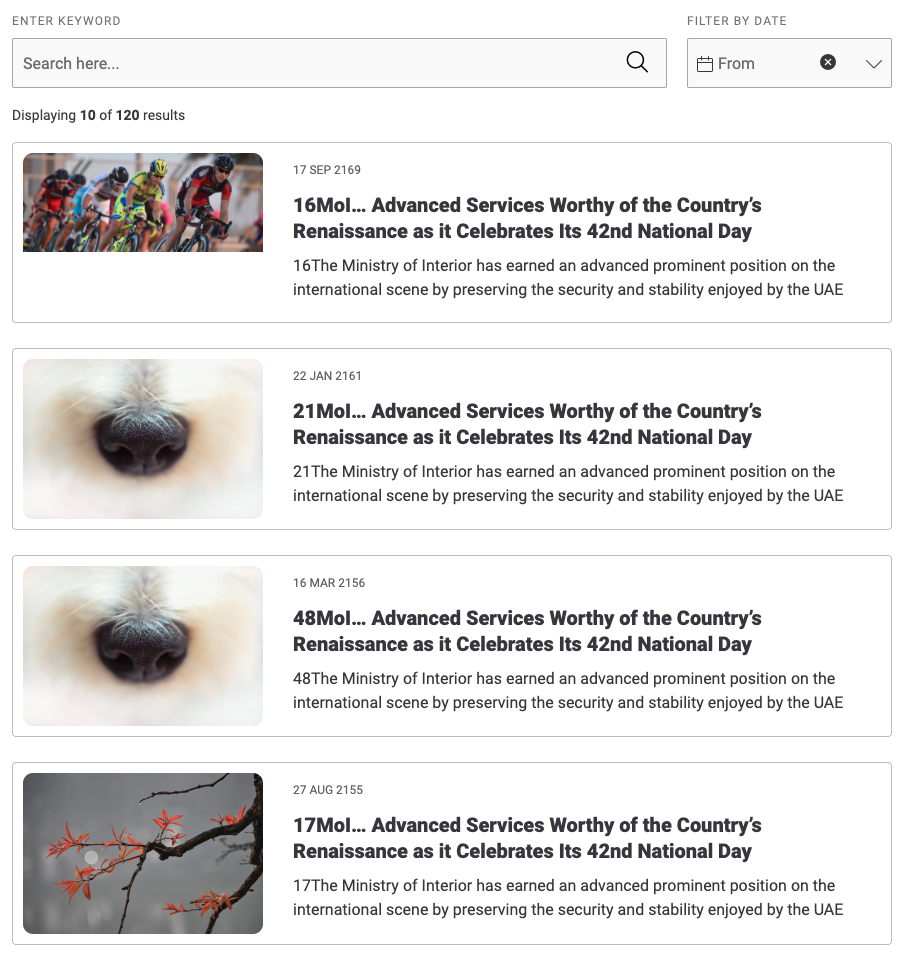 ENTER KEYWORD
FILTER BY DATE
Search here...
From
Displaying 10 of 120 results
17 SEP 2169
16MoI... Advanced Services Worthy of the Country’s
Renaissance as it Celebrates Its 42nd National Day
16The Ministry of Interior has earned an advanced prominent position on the
international scene by preserving the security and stability enjoyed by the UAE
22 JAN 2161
21MoI... Advanced Services Worthy of the Country’s
Renaissance as it Celebrates Its 42nd National Day
21The Ministry of Interior has earned an advanced prominent position on the
international scene by preserving the security and stability enjoyed by the UAE
16 MAR 2156
48MoI... Advanced Services Worthy of the Country’s
Renaissance as it Celebrates Its 42nd National Day
48The Ministry of Interior has earned an advanced prominent position on the
international scene by preserving the security and stability enjoyed by the UAE
27 AUG 2155
17MoI... Advanced Services Worthy of the Country’s
Renaissance as it Celebrates Its 42nd National Day
17The Ministry of Interior has earned an advanced prominent position on the
international scene by preserving the security and stability enjoyed by the UAE